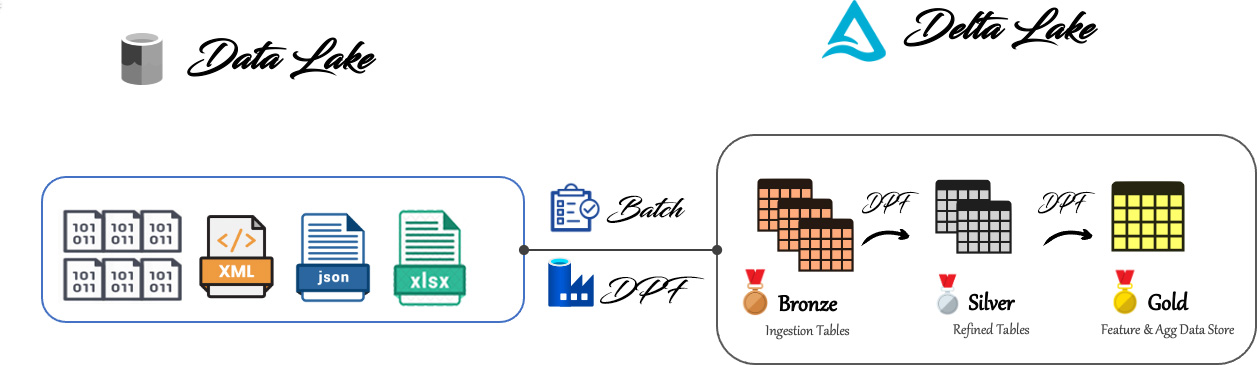 Data Lake
Delta Lake
101 101 101
011 011 011
101 101 101
011 011 011
</>
XML
json
xlsx
Batch
DPF
DPF
DPF
Bronze
Ingestion Tables
Silver
Refined Tables
Gold
Feature & Agg Data Store